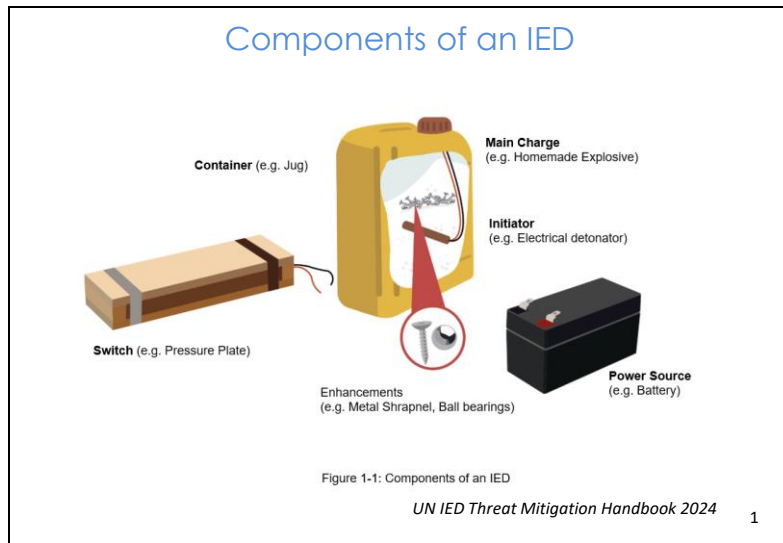 Components of an IED
Container (e.g. Jug)
Main Charge
(e.g. Homemade Explosive)
Initiator
(e.g. Electrical detonator)
Switch (e.g. Pressure Plate)
Enhancements
(e.g. Metal Shrapnel, Ball bearings)
Power Source
(e.g. Battery)
Figure 1-1: Components of an IED
UN IED Threat Mitigation Handbook 2024
1